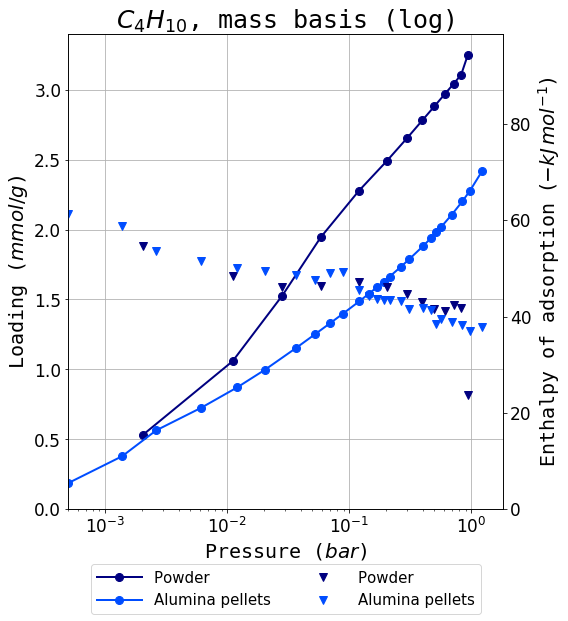 C₄H₁₀, mass basis (log)
Loading (mmol/g)
3.0
2.5
2.0
1.5
1.0
0.5
0.0
80
60
40
20
0
Enthalpy of adsorption (−kJ mol⁻¹)
10⁻³ 10⁻² 10⁻¹ 10⁰
Pressure (bar)
Powder Powder
Alumina pellets Alumina pellets